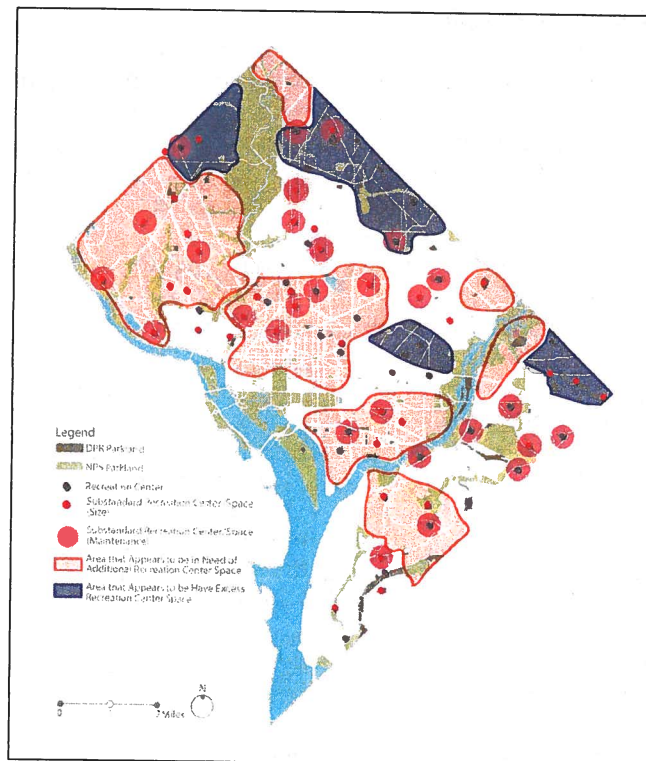 Legend
DPR Parkland
NPS Parkland
Recreation Center
Substandard Recreation Center/Space
(Size)
Substandard Recreation Center/Space
(Maintenance)
Area that Appears to be in Need of
Additional Recreation Center Space
Area that Appears to be Have Excess
Recreation Center Space
N
0
2 Miles